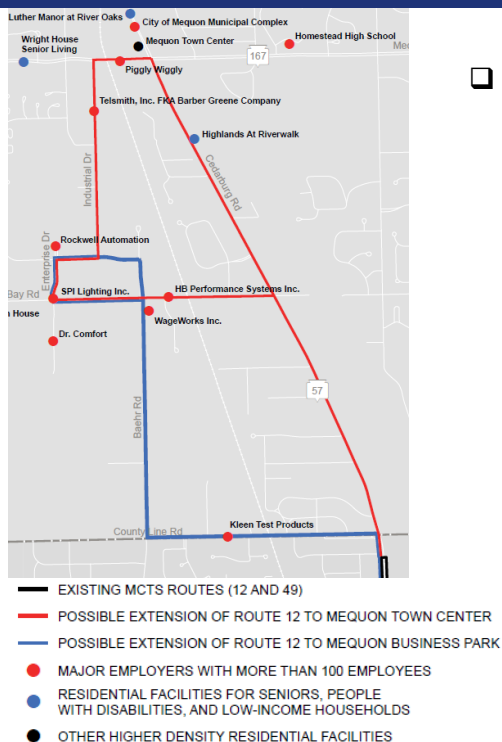 Luther Manor at River Oaks
City of Mequon Municipal Complex
Wright House
Senior Living
Mequon Town Center
Homestead High School
167
Piggly Wiggly
Telsmith, Inc. FKA Barber Greene Company
Highlands At Riverwalk
Industrial Dr
Cedarburg Rd
Rockwell Automation
Enterprise Dr
Bay Rd
SPI Lighting Inc.
HB Performance Systems Inc.
House
WageWorks Inc.
Dr. Comfort
57
Baehr Rd
Kleen Test Products
County Line Rd
EXISTING MCTS ROUTES (12 AND 49)
POSSIBLE EXTENSION OF ROUTE 12 TO MEQUON TOWN CENTER
POSSIBLE EXTENSION OF ROUTE 12 TO MEQUON BUSINESS PARK
MAJOR EMPLOYERS WITH MORE THAN 100 EMPLOYEES
RESIDENTIAL FACILITIES FOR SENIORS, PEOPLE
WITH DISABILITIES, AND LOW-INCOME HOUSEHOLDS
OTHER HIGHER DENSITY RESIDENTIAL FACILITIES